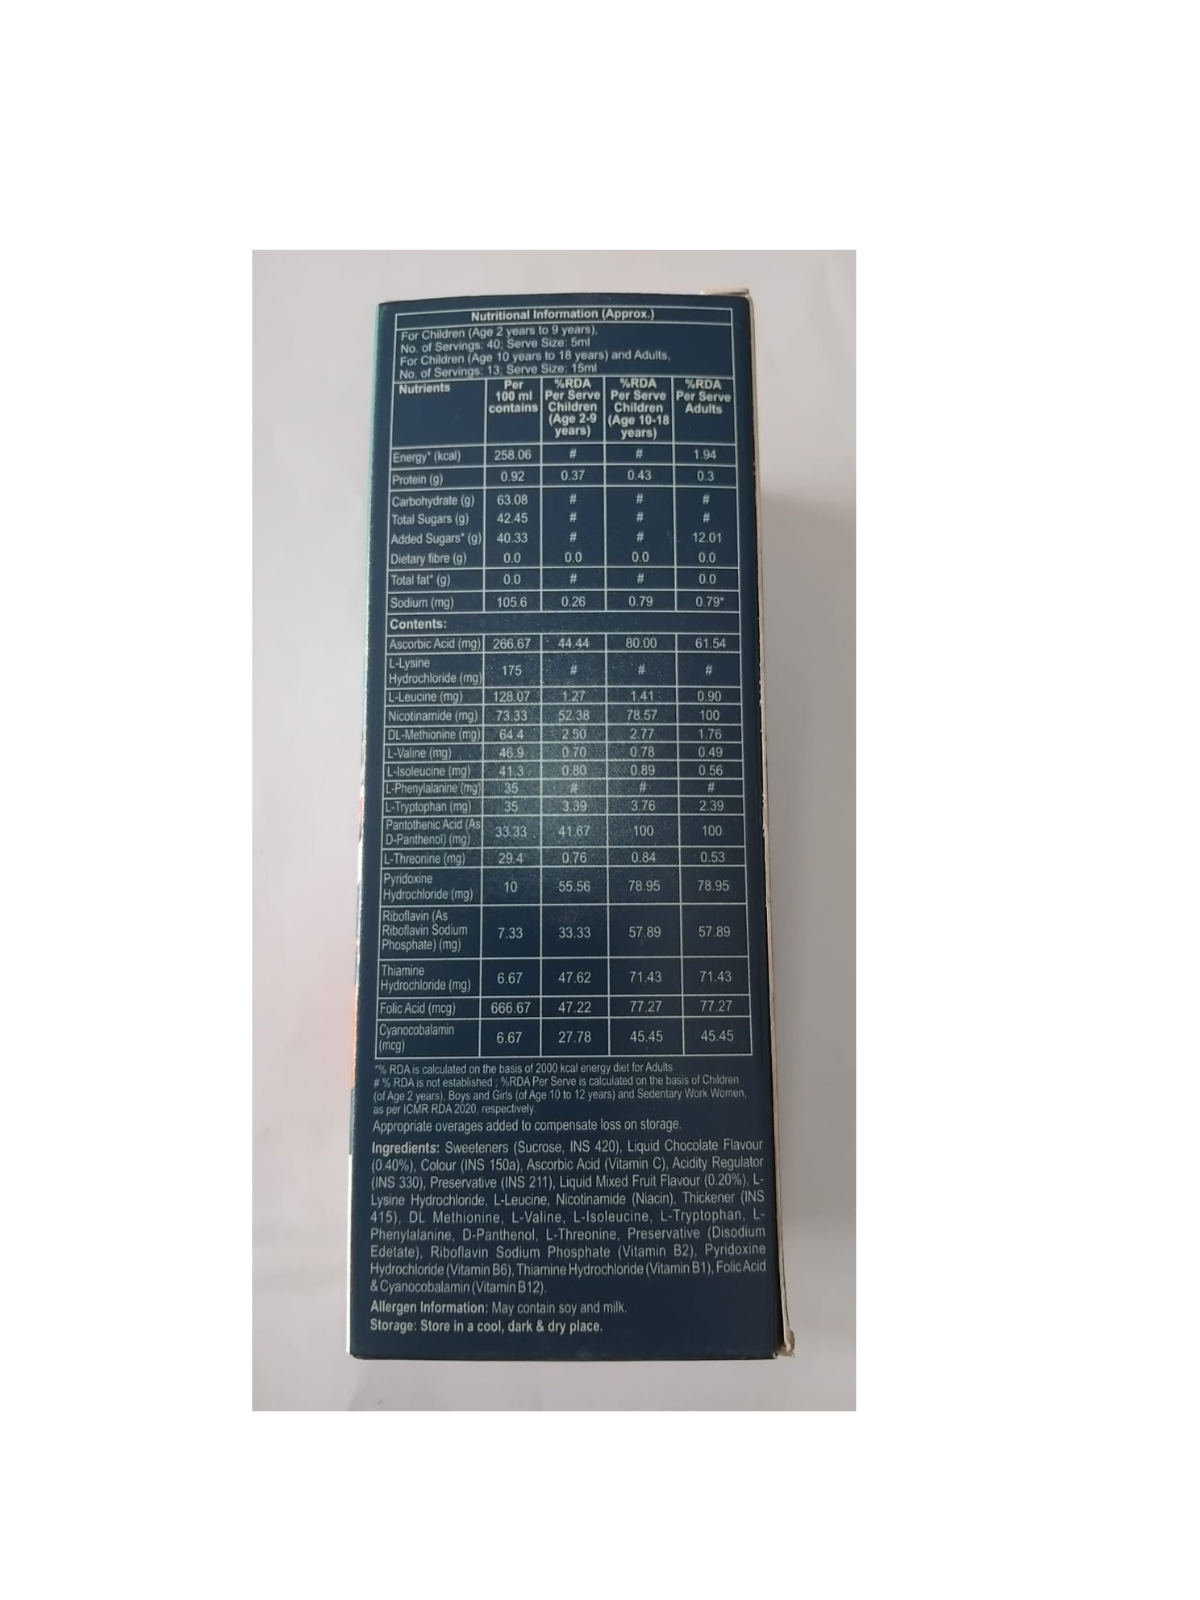 Nutritional Information (Approx.)
For Children (Age 2 years to 9 years),
No. of Servings: 40; Serve Size: 5ml
For Children (Age 10 years to 18 years) and Adults,
No. of Servings: 13; Serve Size: 15ml
Nutrients Per 100 ml contains %RDA Per Serve Children (Age 2-9 years) %RDA Per Serve Children (Age 10-18 years) %RDA Per Serve Adults
Energy* (kcal) 258.06 # # 1.94
Protein (g) 0.92 0.37 0.43 0.3
Carbohydrate (g) 63.08 # # #
Total Sugars (g) 42.45 # # #
Added Sugars* (g) 40.33 # # 12.01
Dietary fibre (g) 0.0 0.0 0.0 0.0
Total fat* (g) 0.0 # # 0.0
Sodium (mg) 105.6 0.26 0.79 0.79*
Contents:
Ascorbic Acid (mg) 266.67 44.44 80.00 61.54
L-Lysine Hydrochloride (mg) 175 # # #
L-Leucine (mg) 128.07 1.27 1.41 0.90
Nicotinamide (mg) 73.33 52.38 78.57 100
DL-Methionine (mg) 64.4 2.50 2.77 1.76
L-Valine (mg) 46.9 0.70 0.78 0.49
L-Isoleucine (mg) 41.3 0.80 0.89 0.56
L-Phenylalanine (mg) 35 # # #
L-Tryptophan (mg) 35 3.39 3.76 2.39
Pantothenic Acid (As D-Panthenol) (mg) 33.33 41.67 100 100
L-Threonine (mg) 29.4 0.76 0.84 0.53
Pyridoxine Hydrochloride (mg) 10 55.56 78.95 78.95
Riboflavin (As Riboflavin Sodium Phosphate) (mg) 7.33 33.33 57.89 57.89
Thiamine Hydrochloride (mg) 6.67 47.62 71.43 71.43
Folic Acid (mcg) 666.67 47.22 77.27 77.27
Cyanocobalamin (mcg) 6.67 27.78 45.45 45.45
*% RDA is calculated on the basis of 2000 kcal energy diet for Adults
# % RDA is not established ; %RDA Per Serve is calculated on the basis of Children
(of Age 2 years), Boys and Girls (of Age 10 to 12 years) and Sedentary Work Women,
as per ICMR RDA 2020, respectively.
Appropriate overages added to compensate loss on storage.
Ingredients: Sweeteners (Sucrose, INS 420), Liquid Chocolate Flavour
(0.40%), Colour (INS 150a), Ascorbic Acid (Vitamin C), Acidity Regulator
(INS 330), Preservative (INS 211), Liquid Mixed Fruit Flavour (0.20%), L-
Lysine Hydrochloride, L-Leucine, Nicotinamide (Niacin), Thickener (INS
415), DL Methionine, L-Valine, L-Isoleucine, L-Tryptophan, L-
Phenylalanine, D-Panthenol, L-Threonine, Preservative (Disodium
Edetate), Riboflavin Sodium Phosphate (Vitamin B2), Pyridoxine
Hydrochloride (Vitamin B6), Thiamine Hydrochloride (Vitamin B1), Folic Acid
& Cyanocobalamin (Vitamin B12).
Allergen Information: May contain soy and milk.
Storage: Store in a cool, dark & dry place.